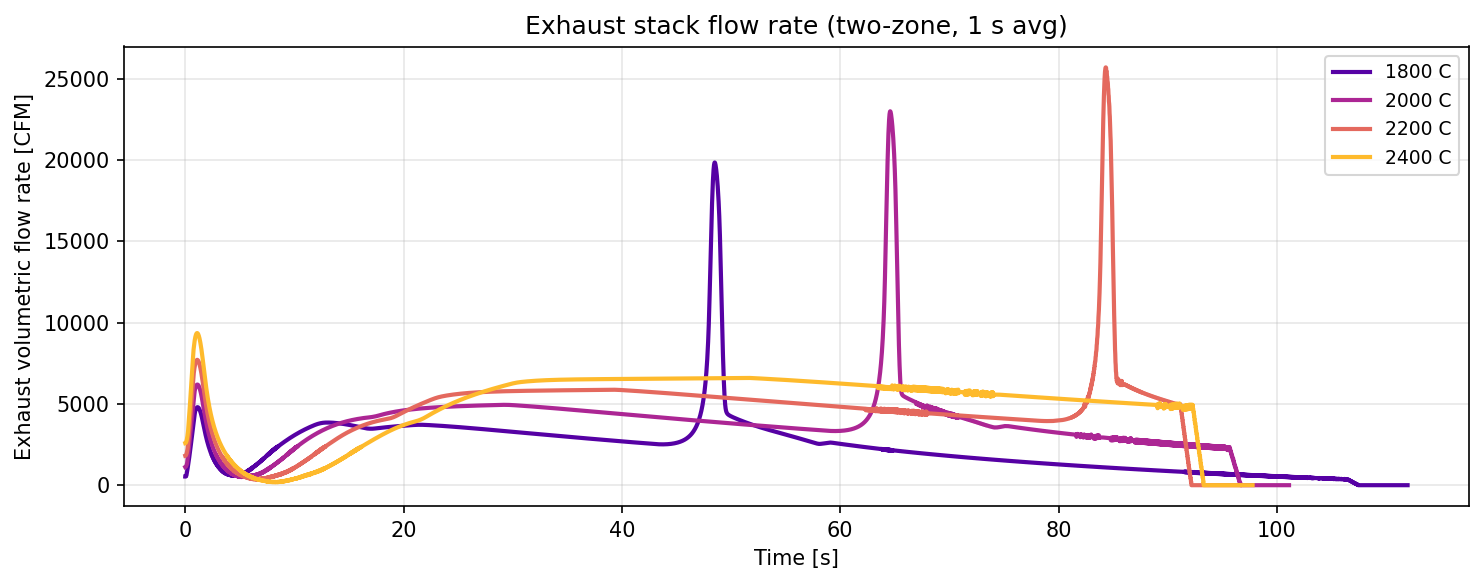 Exhaust stack flow rate (two-zone, 1 s avg)
Exhaust volumetric flow rate [CFM]
25000
20000
15000
10000
5000
0
1800 C
2000 C
2200 C
2400 C
0 20 40 60 80 100
Time [s]